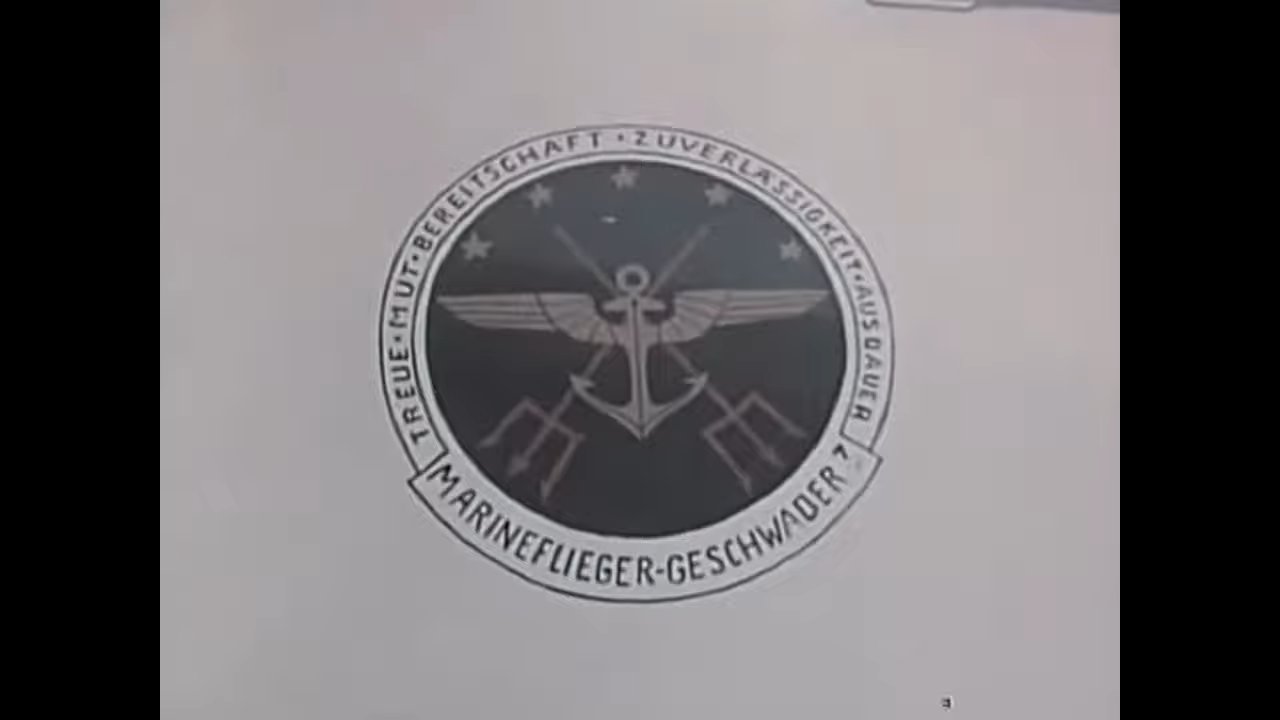 TREUE · MUT · BEREITSCHAFT · ZUVERLASSIGKEIT · AUSDAUER
MARINEFLIEGER-GESCHWADER ?